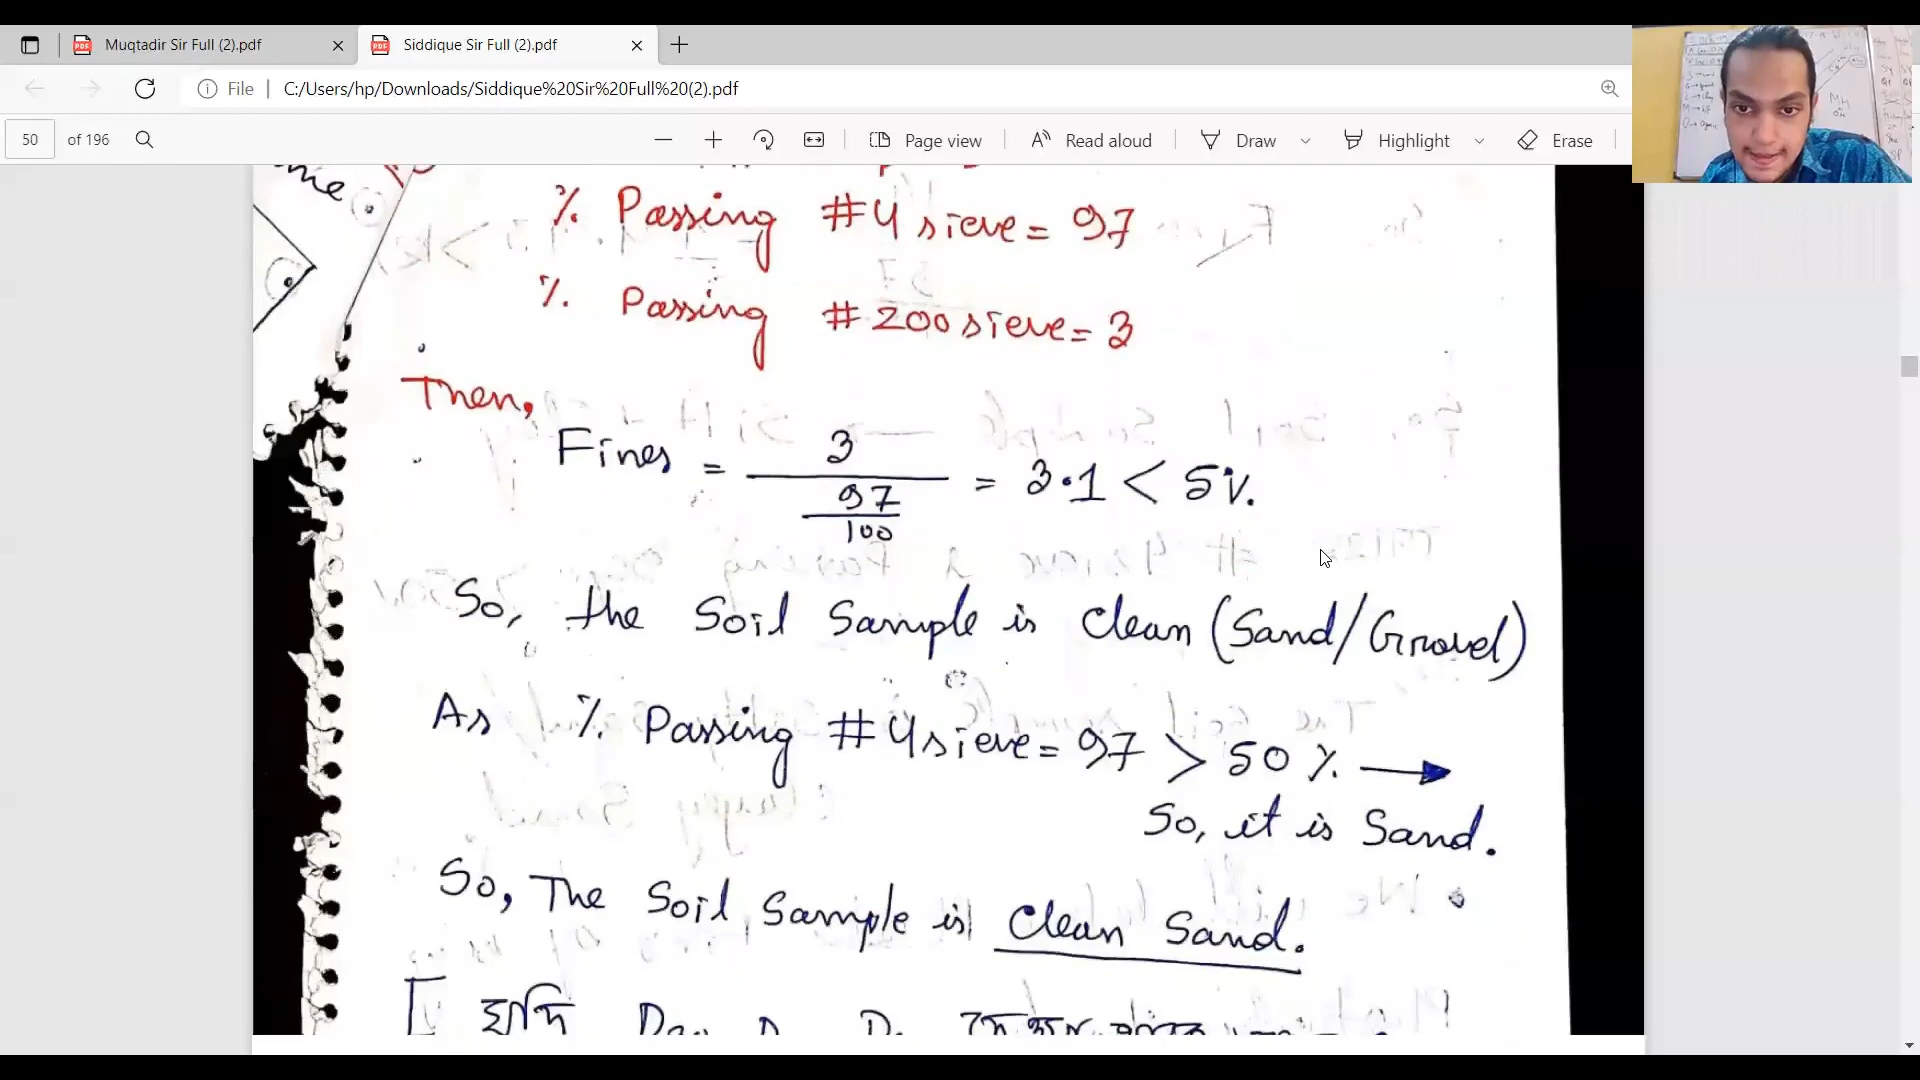 Muqtadir Sir Full (2).pdf
Siddique Sir Full (2).pdf
File
C:/Users/hp/Downloads/Siddique%20Sir%20Full%20(2).pdf
50 of 196
Page view
Read aloud
Draw
Highlight
Erase
me
% Passing #4 sieve = 97
% Passing #200 sieve = 3
Then,
Fines = 3 / (97/100) = 3.1 < 5%
So, the Soil Sample is Clean (Sand/Gravel)
As % Passing #4 sieve = 97 > 50% →
So, it is Sand.
So, The Soil Sample is Clean Sand.
[ যদি